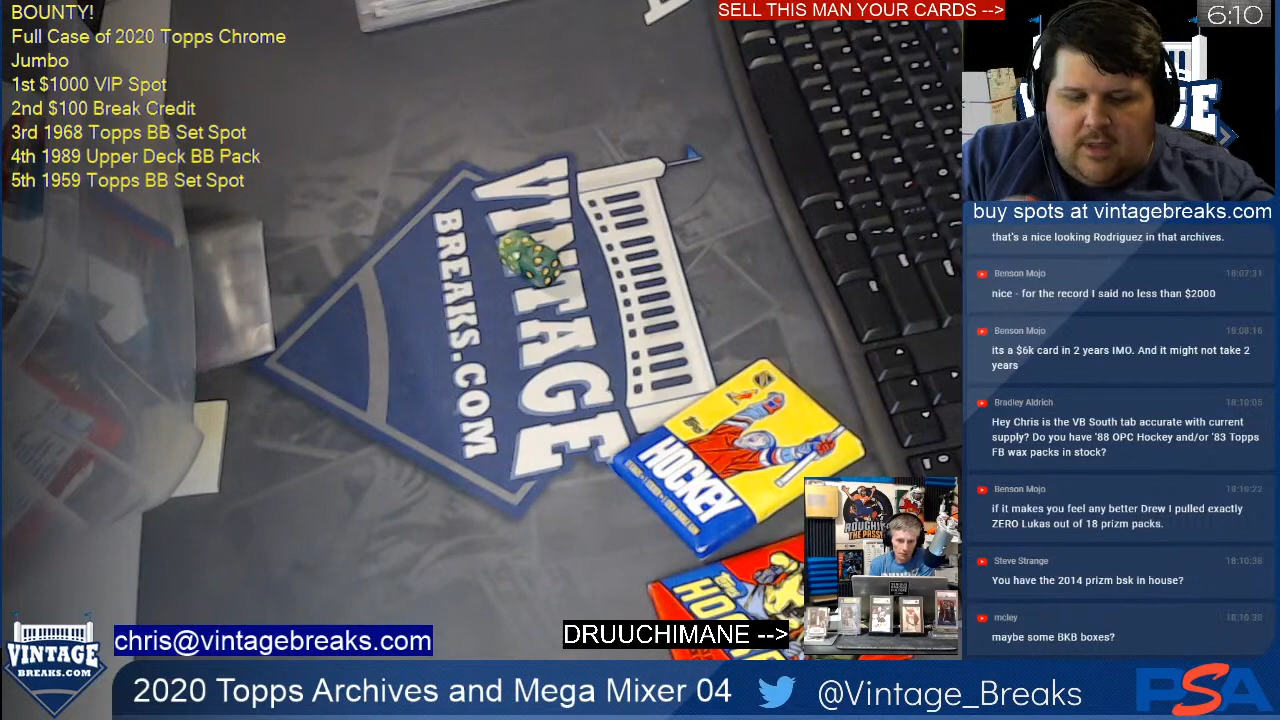 BOUNTY!
Full Case of 2020 Topps Chrome
Jumbo
1st $1000 VIP Spot
2nd $100 Break Credit
3rd 1968 Topps BB Set Spot
4th 1989 Upper Deck BB Pack
5th 1959 Topps BB Set Spot
SELL THIS MAN YOUR CARDS -->
6:10
buy spots at vintagebreaks.com
that's a nice looking Rodriguez in that archives.
Benson Mojo 18:07:31
nice - for the record I said no less than $2000
Benson Mojo 18:08:16
its a $6k card in 2 years IMO. And it might not take 2
years
Bradley Aldrich 18:10:05
Hey Chris is the VB South tab accurate with current
supply? Do you have '88 OPC Hockey and/or '83 Topps
FB wax packs in stock?
Benson Mojo 18:10:22
if it makes you feel any better Drew I pulled exactly
ZERO Lukas out of 18 prizm packs.
Steve Strange 18:10:38
You have the 2014 prizm bsk in house?
mcley 18:10:38
maybe some BKB boxes?
VINTAGE
BREAKS.COM
TOPPS
HOCKEY
TOPPS
HO
ROUGHIN
THE PASSE
DRUUCHIMANE -->
chris@vintagebreaks.com
VINTAGE
BREAKS.COM
2020 Topps Archives and Mega Mixer 04
@Vintage_Breaks
PSA